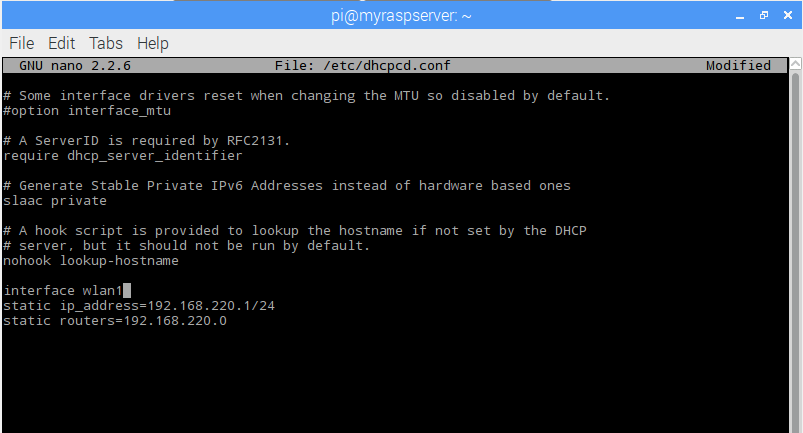 pi@myraspserver: ~
File Edit Tabs Help
GNU nano 2.2.6 File: /etc/dhcpcd.conf Modified
# Some interface drivers reset when changing the MTU so disabled by default.
#option interface_mtu
# A ServerID is required by RFC2131.
require dhcp_server_identifier
# Generate Stable Private IPv6 Addresses instead of hardware based ones
slaac private
# A hook script is provided to lookup the hostname if not set by the DHCP
# server, but it should not be run by default.
nohook lookup-hostname
interface wlan1
static ip_address=192.168.220.1/24
static routers=192.168.220.0